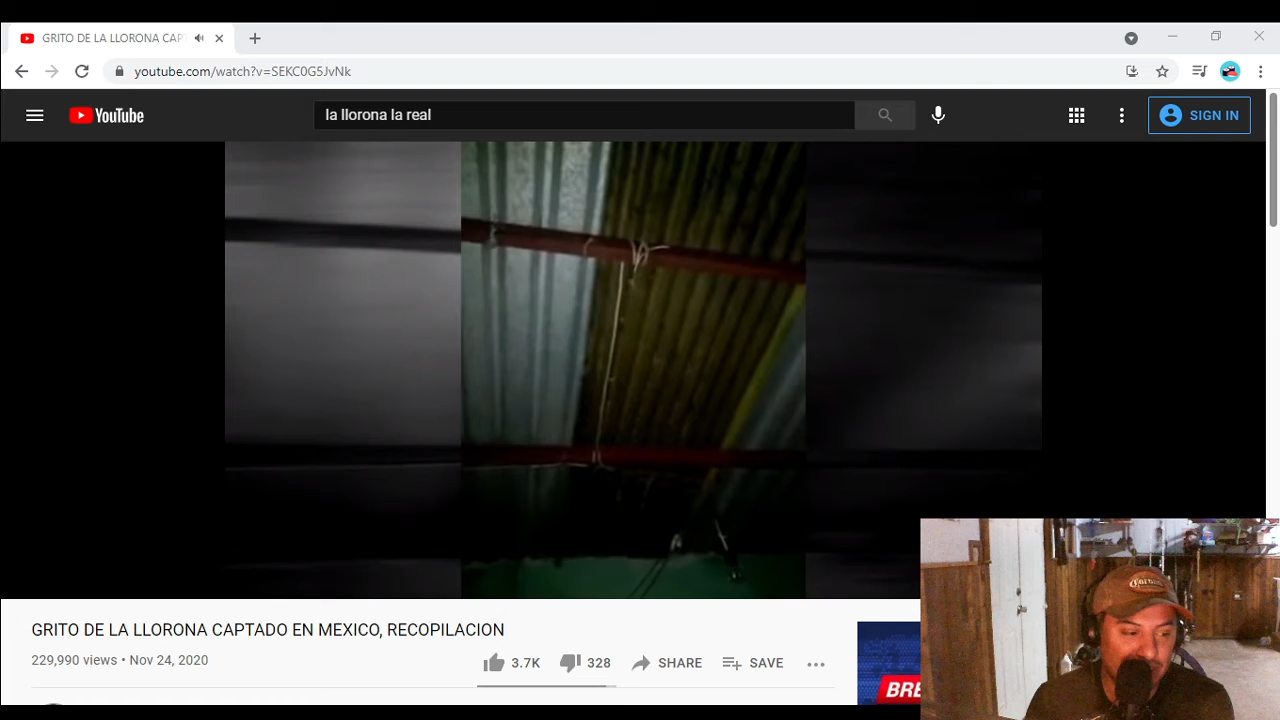 GRITO DE LA LLORONA CAP
youtube.com/watch?v=SEKC0G5JvNk
YouTube
la llorona la real
SIGN IN
GRITO DE LA LLORONA CAPTADO EN MEXICO, RECOPILACION
229,990 views • Nov 24, 2020
3.7K
328
SHARE
SAVE
BRE